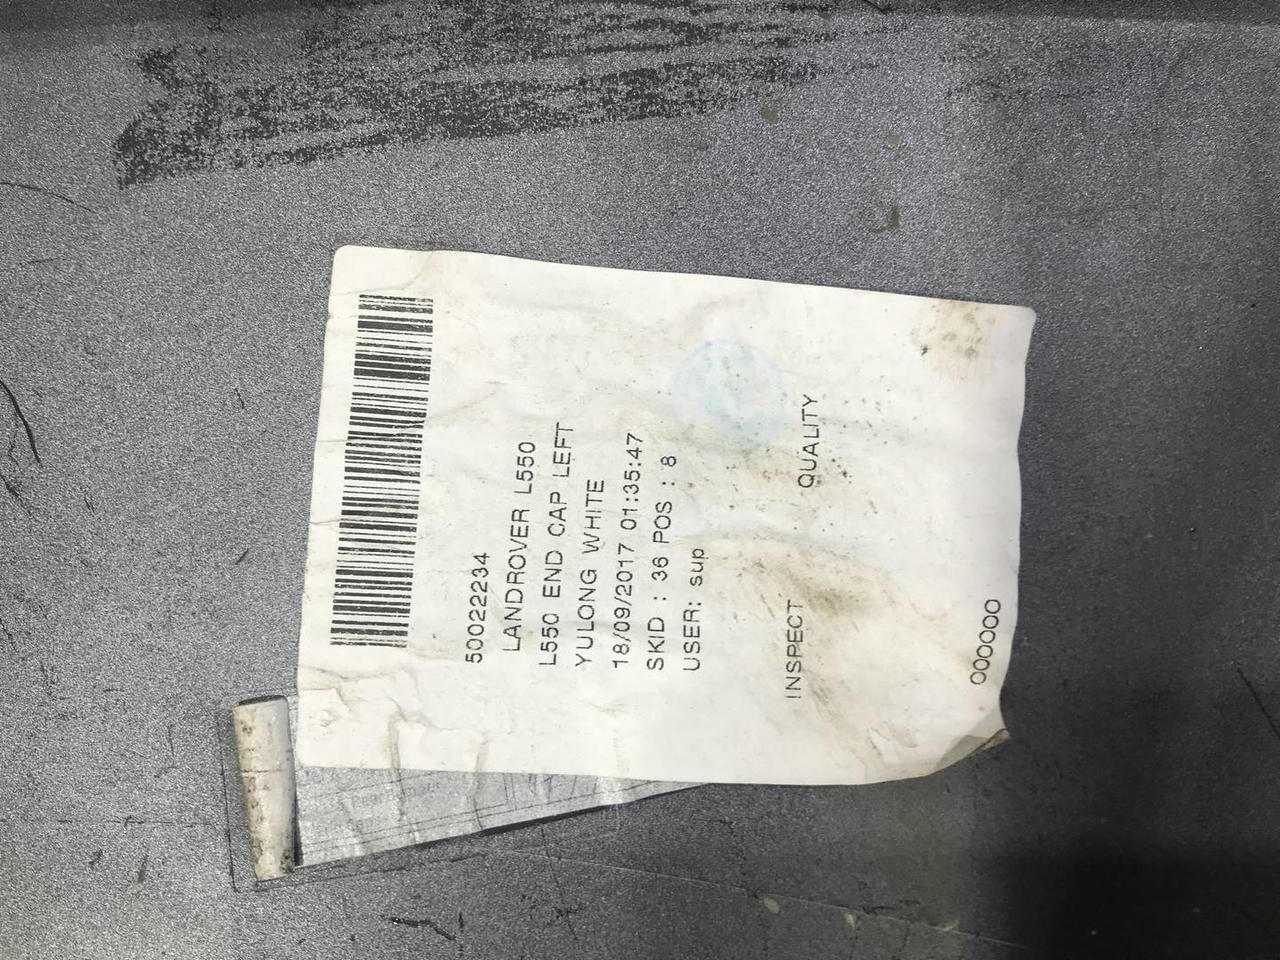 50022234
LANDROVER L550
L550 END CAP LEFT
YULONG WHITE
18/09/2017 01:35:47
SKID : 36 POS : 8
USER: sup
INSPECT QUALITY
000000